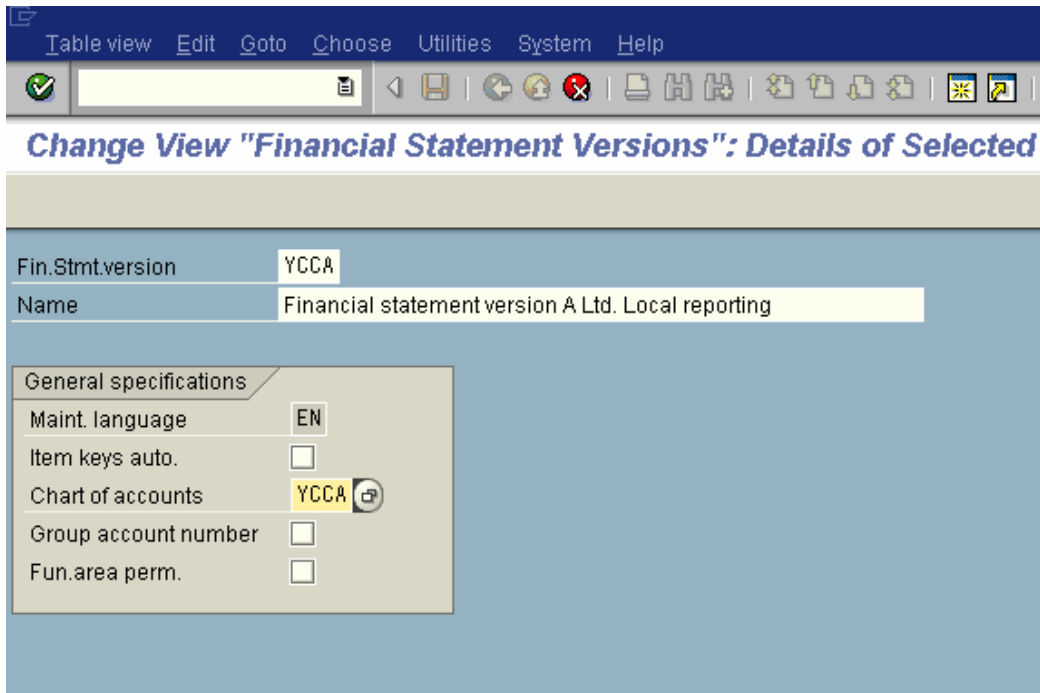 Table view Edit Goto Choose Utilities System Help
Change View "Financial Statement Versions": Details of Selected
Fin.Stmt.version YCCA
Name Financial statement version A Ltd. Local reporting
General specifications
Maint. language EN
Item keys auto.
Chart of accounts YCCA
Group account number
Fun.area perm.